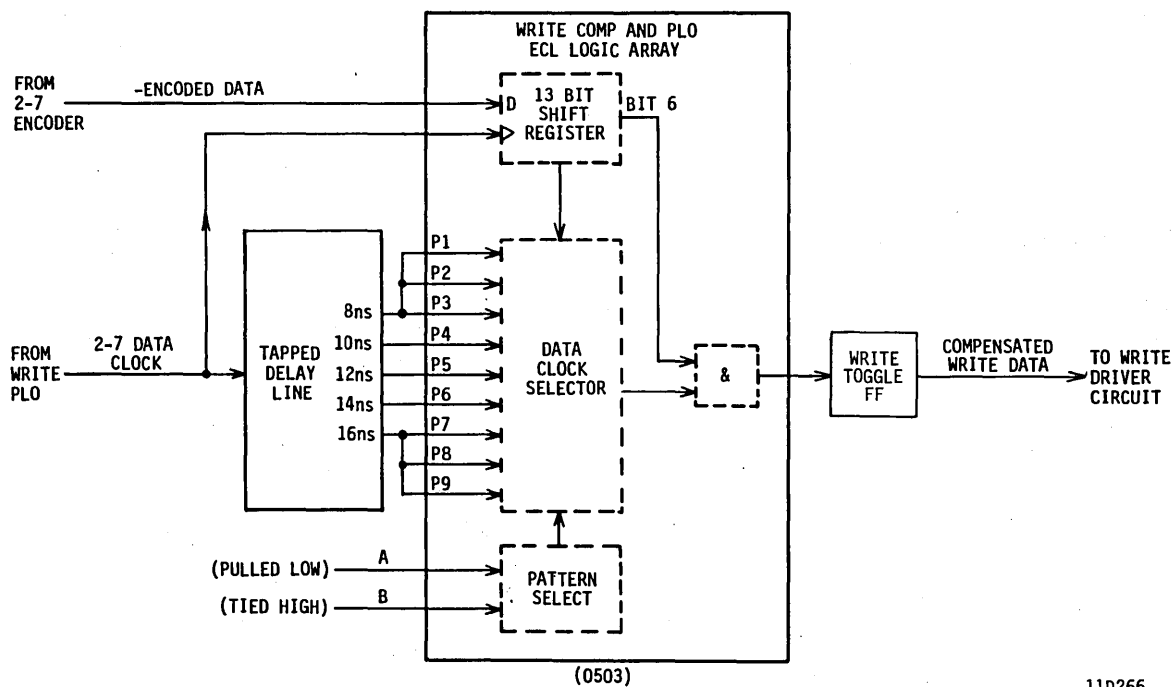 WRITE COMP AND PLO
ECL LOGIC ARRAY
FROM
2-7
ENCODER
-ENCODED DATA
D
13 BIT
SHIFT
REGISTER
BIT 6
P1
P2
8ns
P3
10ns
P4
12ns
P5
14ns
P6
16ns
P7
P8
P9
FROM
WRITE
PLO
2-7 DATA
CLOCK
TAPPED
DELAY
LINE
DATA
CLOCK
SELECTOR
&
WRITE
TOGGLE
FF
COMPENSATED
WRITE DATA
TO WRITE
DRIVER
CIRCUIT
(PULLED LOW)
A
(TIED HIGH)
B
PATTERN
SELECT
(0503)
11D266